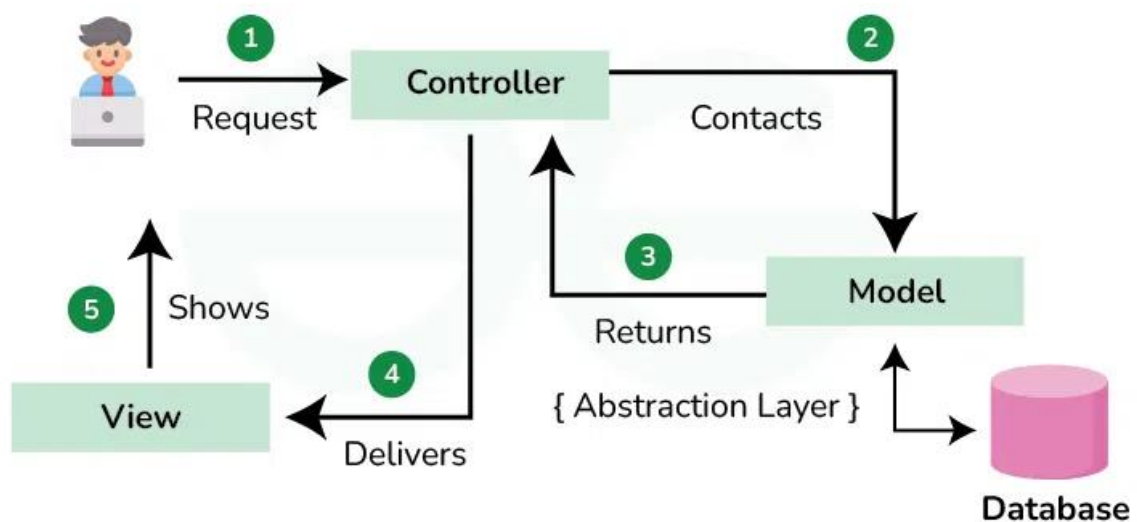 1
Request
Controller
2
Contacts
3
Returns
Model
5
Shows
4
Delivers
View
{ Abstraction Layer }
Database